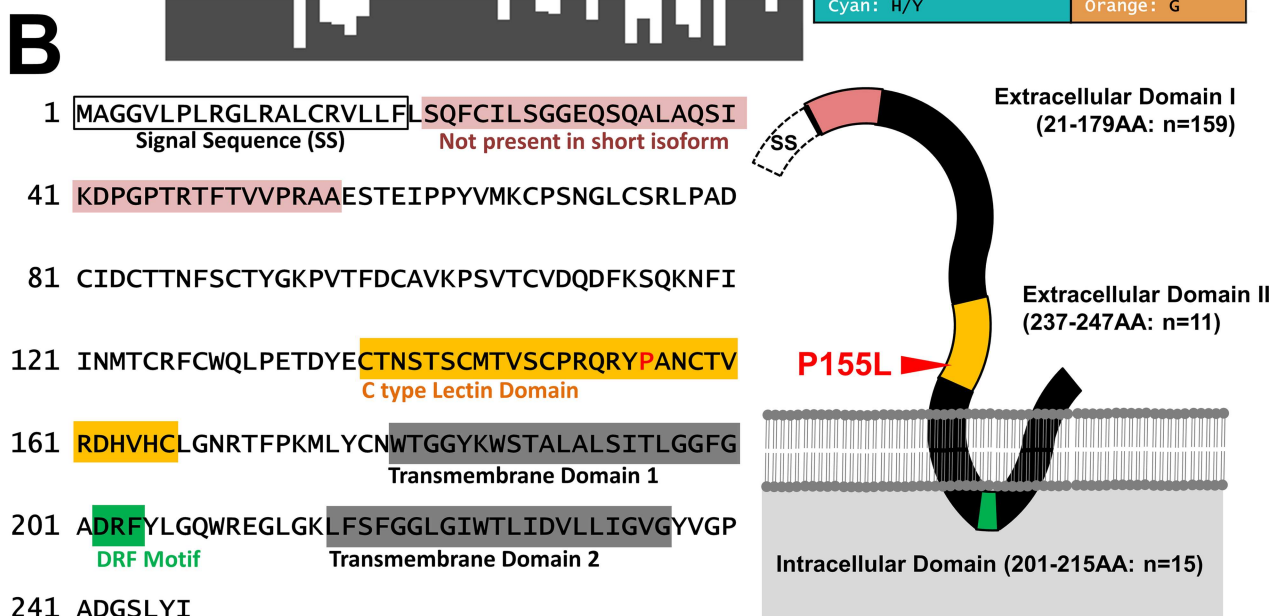 Cyan: H/Y
Orange: G
B
1 MAGGVLPLRGLRALCRVLLFLSQFCILSGGEQSQALAQSI
Signal Sequence (SS)
Not present in short isoform
41 KDPGPTRTFTVVPRAAESTEIPPYVMKCPSNGLCSRLPAD
81 CIDCTTNFSCTYGKPVTFDCAVKPSVTCVDQDFKSQKNFI
121 INMTCRFCWQLPETDYECTNSTSCMTVSCPRQRYPANCTV
C type Lectin Domain
161 RDHVHCLGNRTFPKMLYCNWTGGYKWSTALALSITLGGFG
Transmembrane Domain 1
201 ADRFYLGQWREGLGKLFSFGGLGIWTLIDVLLIGVGYVGP
DRF Motif
Transmembrane Domain 2
241 ADGSLYI
SS
Extracellular Domain I
(21-179AA: n=159)
Extracellular Domain II
(237-247AA: n=11)
P155L
Intracellular Domain (201-215AA: n=15)